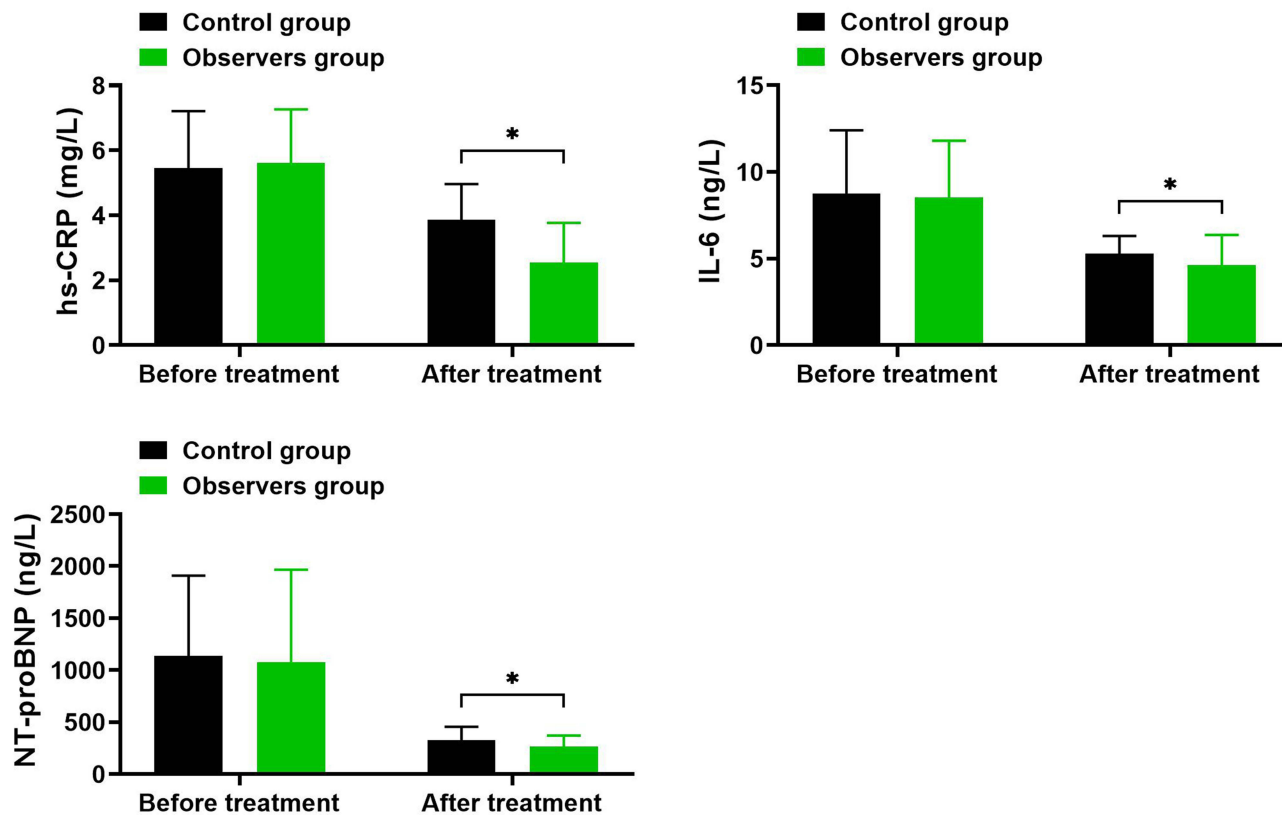 Control group
Observers group
hs-CRP (mg/L)
8
6
4
2
0
*
Before treatment
After treatment
Control group
Observers group
IL-6 (ng/L)
15
10
5
0
*
Before treatment
After treatment
Control group
Observers group
NT-proBNP (ng/L)
2500
2000
1500
1000
500
0
*
Before treatment
After treatment